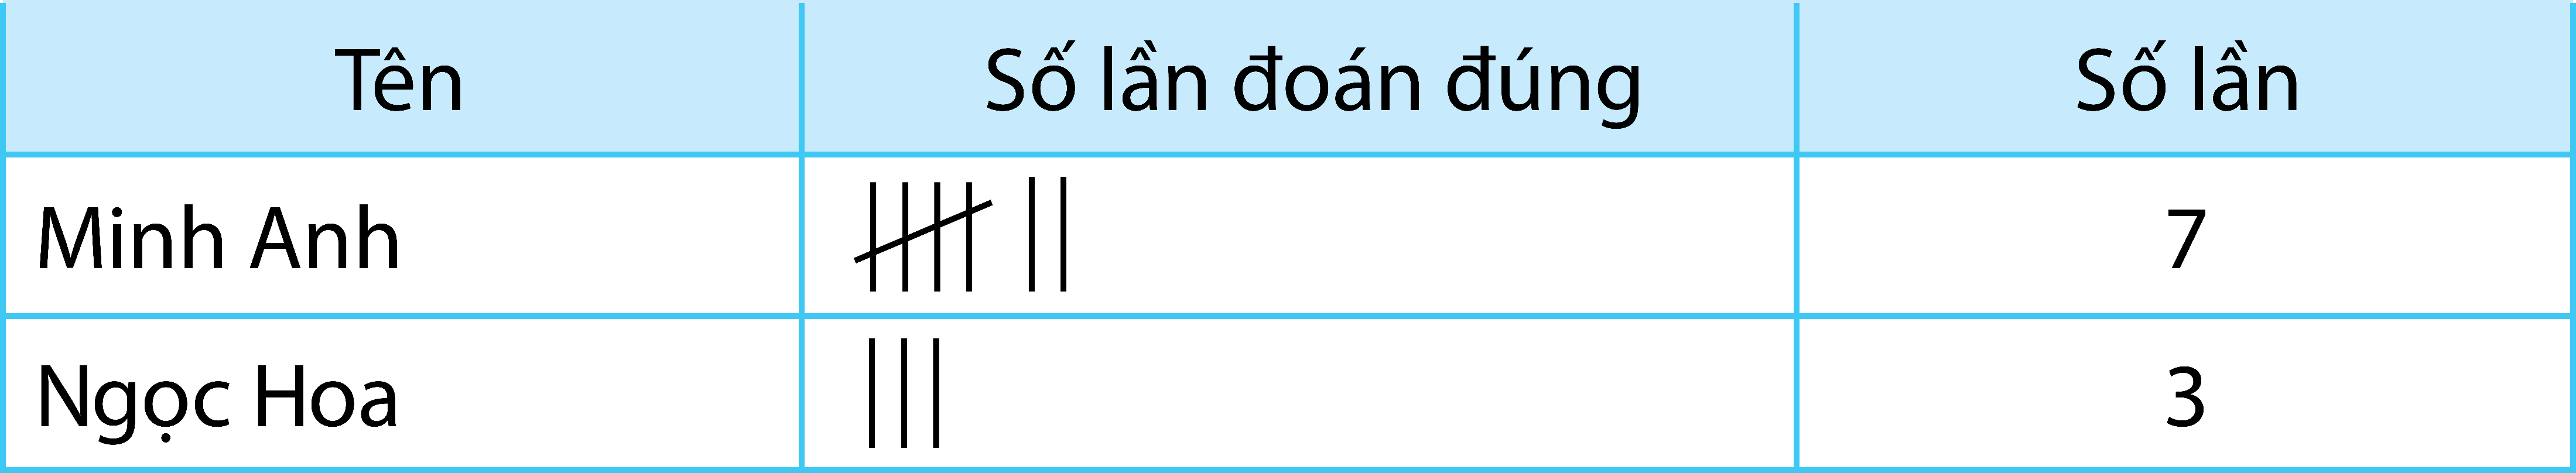 Tên Số lần đoán đúng Số lần
Minh Anh 7
Ngọc Hoa 3